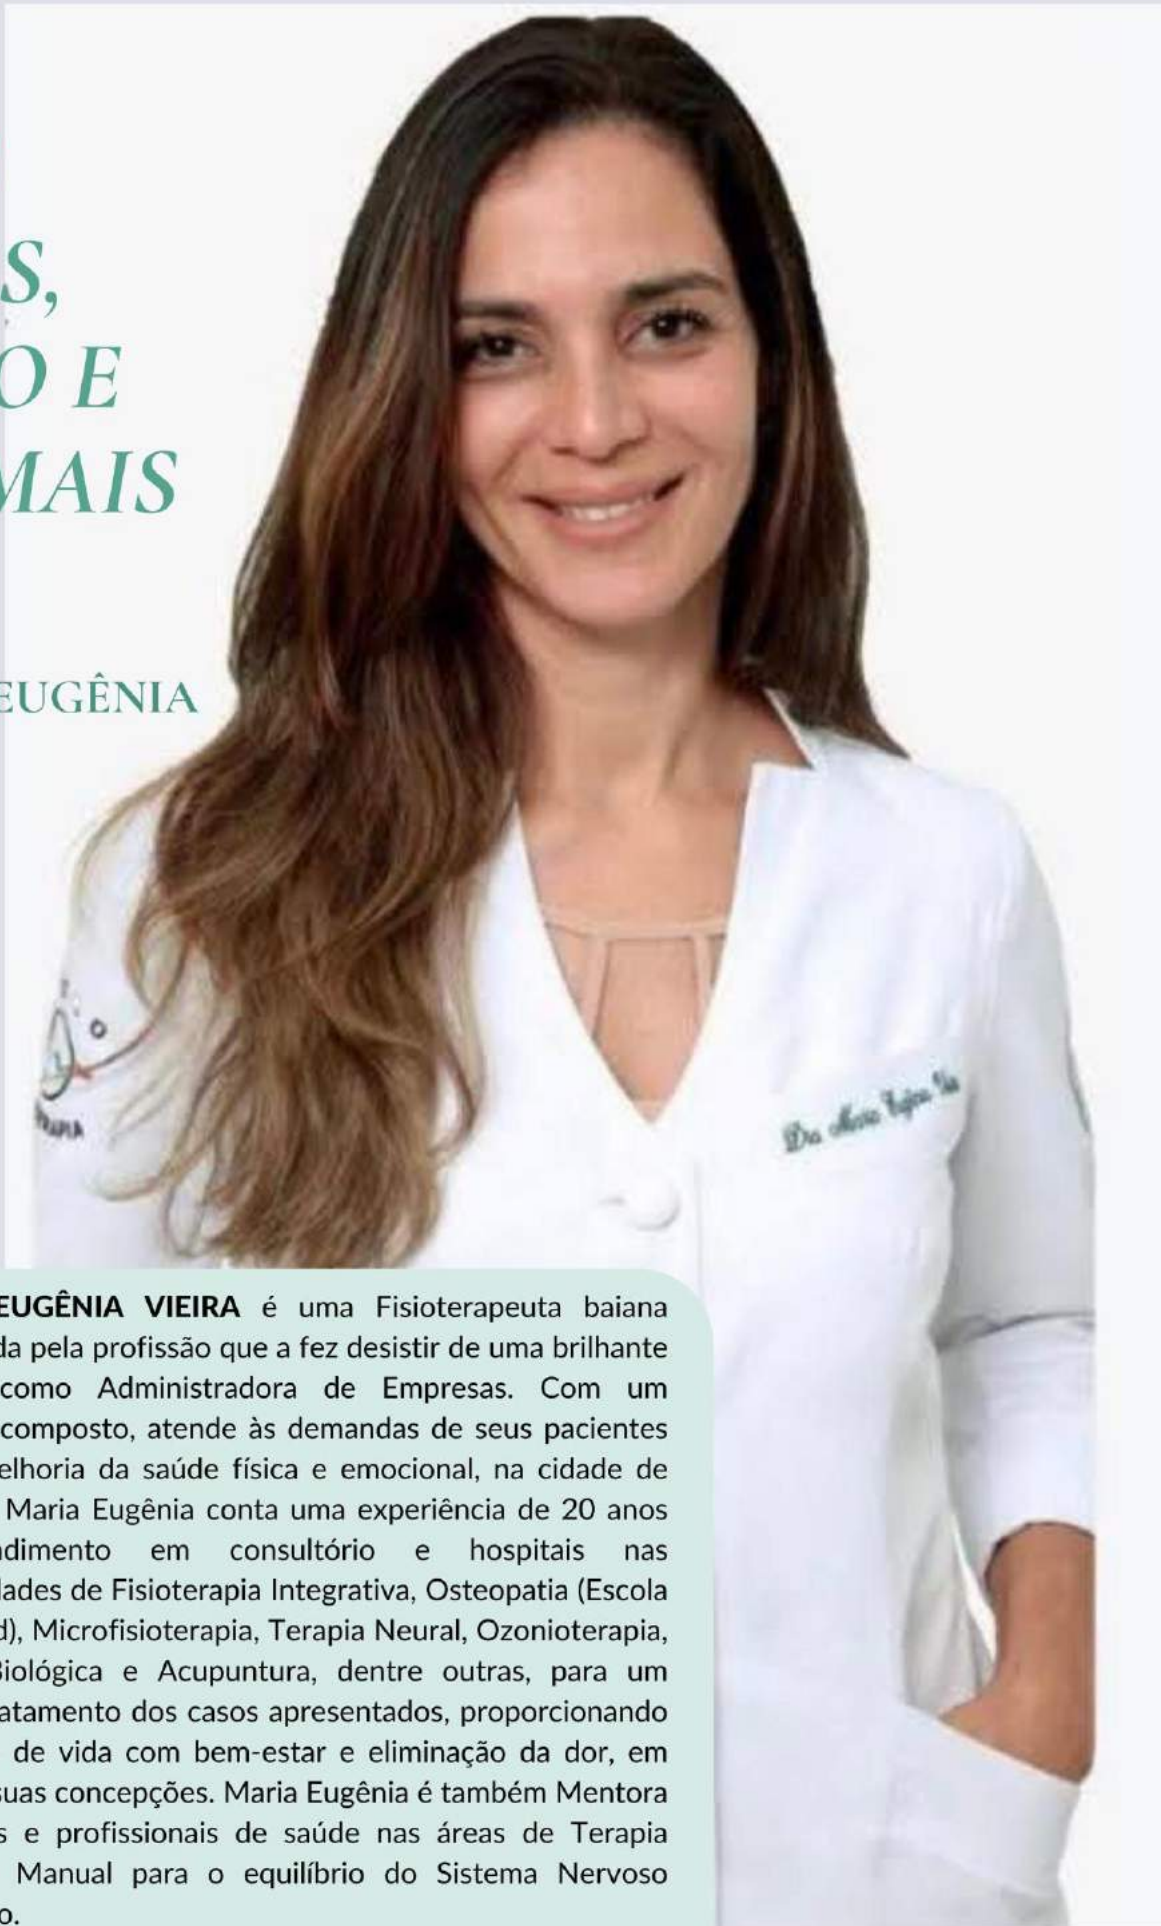 S,
O E
MAIS
EUGÊNIA
Dra Maria
EUGÊNIA VIEIRA é uma Fisioterapeuta baiana
da pela profissão que a fez desistir de uma brilhante
como Administradora de Empresas. Com um
composto, atende às demandas de seus pacientes
elhoria da saúde física e emocional, na cidade de
Maria Eugênia conta uma experiência de 20 anos
ndimento em consultório e hospitais nas
dades de Fisioterapia Integrativa, Osteopatia (Escola
d), Microfisioterapia, Terapia Neural, Ozonioterapia,
Biológica e Acupuntura, dentre outras, para um
atamento dos casos apresentados, proporcionando
de vida com bem-estar e eliminação da dor, em
suas concepções. Maria Eugênia é também Mentora
s e profissionais de saúde nas áreas de Terapia
Manual para o equilíbrio do Sistema Nervoso
o.